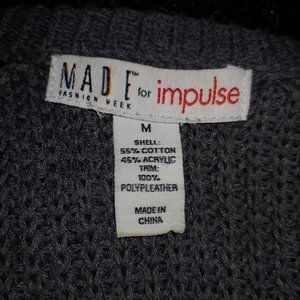 MADE™ for impulse
FASHION WEEK
M
SHELL:
55% COTTON
45% ACRYLIC
TRIM:
100%
POLYPLEATHER
MADE IN
CHINA